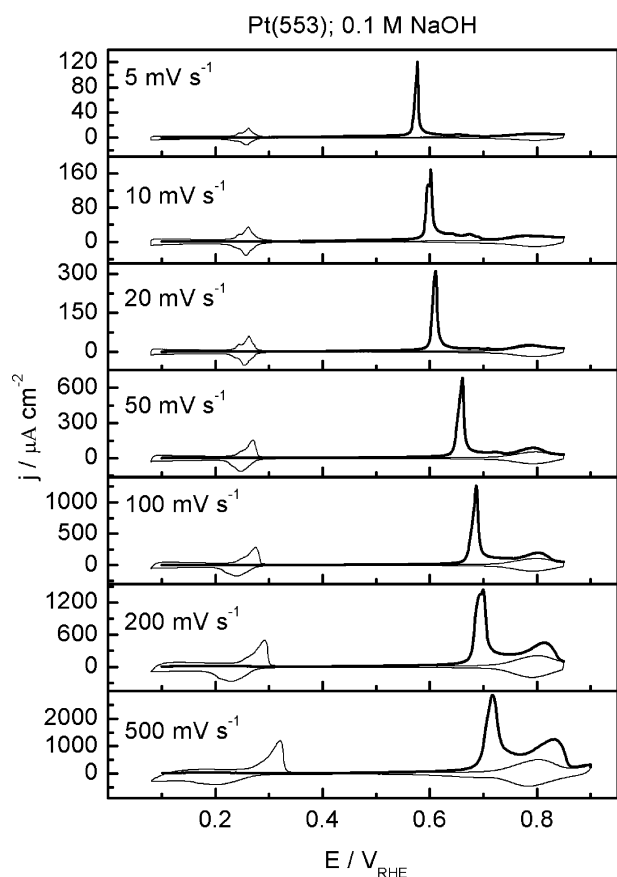 Pt(553); 0.1 M NaOH
120
80
40
0
5 mV s⁻¹
160
80
0
10 mV s⁻¹
300
150
0
20 mV s⁻¹
600
300
0
50 mV s⁻¹
1000
500
0
100 mV s⁻¹
1200
600
0
200 mV s⁻¹
2000
1000
0
500 mV s⁻¹
j / µA cm⁻²
0.2 0.4 0.6 0.8
E / V_RHE